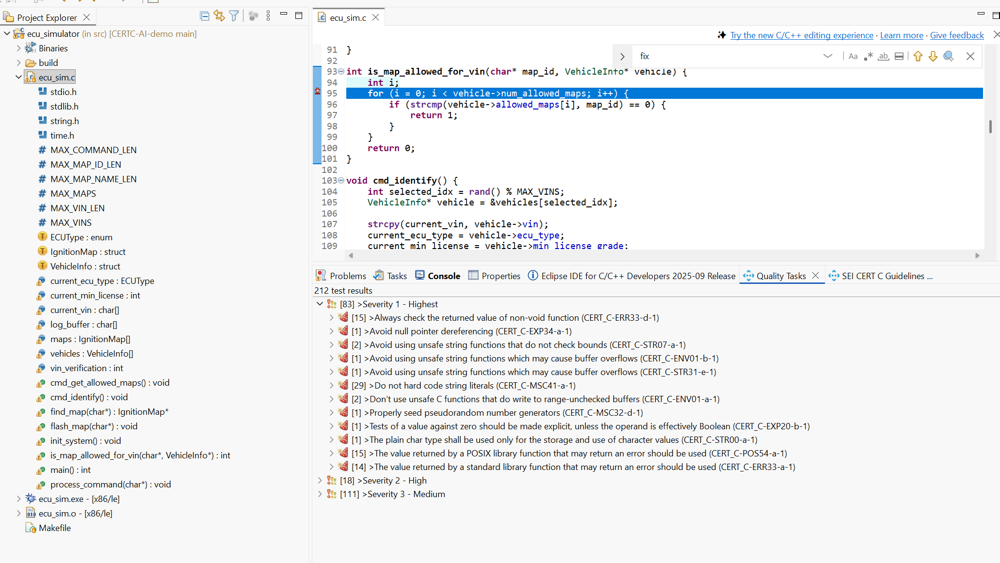 Project Explorer
ecu_simulator (in src) [CERTC-AI-demo main]
Binaries
build
ecu_sim.c
stdio.h
stdlib.h
string.h
time.h
MAX_COMMAND_LEN
MAX_MAP_ID_LEN
MAX_MAP_NAME_LEN
MAX_MAPS
MAX_VIN_LEN
MAX_VINS
ECUType : enum
IgnitionMap : struct
VehicleInfo : struct
current_ecu_type : ECUType
current_min_license : int
current_vin : char[]
log_buffer : char[]
maps : IgnitionMap[]
vehicles : VehicleInfo[]
vin_verification : int
cmd_get_allowed_maps() : void
cmd_identify() : void
find_map(char*) : IgnitionMap*
flash_map(char*) : void
init_system() : void
is_map_allowed_for_vin(char*, VehicleInfo*) : int
main() : int
process_command(char*) : void
ecu_sim.exe - [x86/le]
ecu_sim.o - [x86/le]
Makefile
ecu_sim.c
Try the new C/C++ editing experience · Learn more · Give feedback
fix
Aa .* ab
91 }
92
93 int is_map_allowed_for_vin(char* map_id, VehicleInfo* vehicle) {
94 int i;
95 for (i = 0; i < vehicle->num_allowed_maps; i++) {
96 if (strcmp(vehicle->allowed_maps[i], map_id) == 0) {
97 return 1;
98 }
99 }
100 return 0;
101 }
102
103 void cmd_identify() {
104 int selected_idx = rand() % MAX_VINS;
105 VehicleInfo* vehicle = &vehicles[selected_idx];
106
107 strcpy(current_vin, vehicle->vin);
108 current_ecu_type = vehicle->ecu_type;
109 current_min_license = vehicle->min_license_grade;
Problems Tasks Console Properties Eclipse IDE for C/C++ Developers 2025-09 Release Quality Tasks SEI CERT C Guidelines ...
212 test results
[83] >Severity 1 - Highest
[15] >Always check the returned value of non-void function (CERT_C-ERR33-d-1)
[1] >Avoid null pointer dereferencing (CERT_C-EXP34-a-1)
[2] >Avoid using unsafe string functions that do not check bounds (CERT_C-STR07-a-1)
[1] >Avoid using unsafe string functions which may cause buffer overflows (CERT_C-ENV01-b-1)
[1] >Avoid using unsafe string functions which may cause buffer overflows (CERT_C-STR31-e-1)
[29] >Do not hard code string literals (CERT_C-MSC41-a-1)
[2] >Don't use unsafe C functions that do write to range-unchecked buffers (CERT_C-ENV01-a-1)
[1] >Properly seed pseudorandom number generators (CERT_C-MSC32-d-1)
[1] >Tests of a value against zero should be made explicit, unless the operand is effectively Boolean (CERT_C-EXP20-b-1)
[1] >The plain char type shall be used only for the storage and use of character values (CERT_C-STR00-a-1)
[15] >The value returned by a POSIX library function that may return an error should be used (CERT_C-POS54-a-1)
[14] >The value returned by a standard library function that may return an error should be used (CERT_C-ERR33-a-1)
[18] >Severity 2 - High
[111] >Severity 3 - Medium